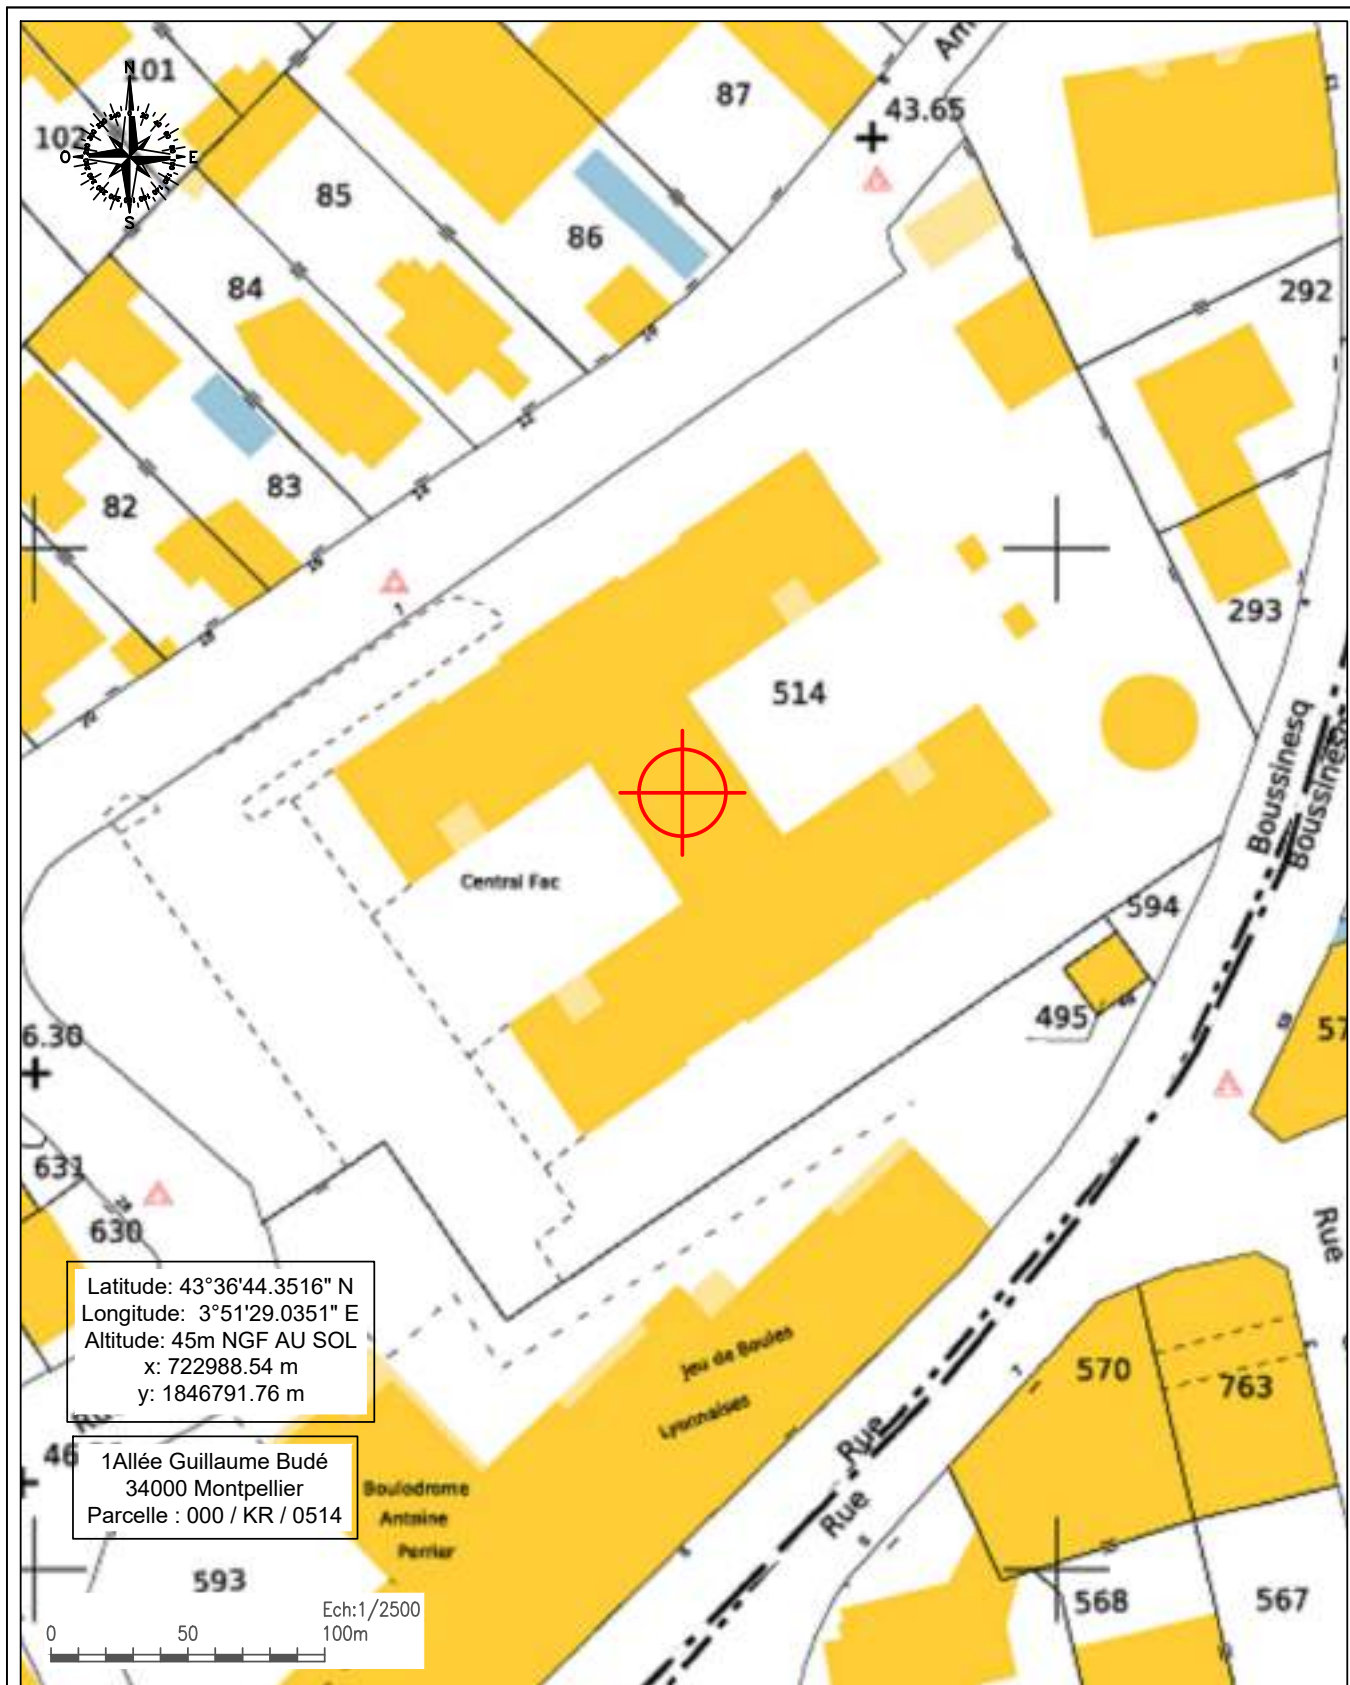 Am
N
101
87
43.65
102
O
E
85
S
86
84
292
83
82
293
514
Boussinesq
Boussinesq
Central Fac
594
495
6.30
57
631
630
Rue
Latitude: 43°36'44.3516" N
Longitude: 3°51'29.0351" E
Altitude: 45m NGF AU SOL
x: 722988.54 m
y: 1846791.76 m
Jeu de Boules
Lyonnaises
570
763
46
1Allée Guillaume Budé
34000 Montpellier
Parcelle : 000 / KR / 0514
Boulodrome
Antoine
Perrier
Rue
Rue
593
568
567
Ech:1/2500
0 50 100m